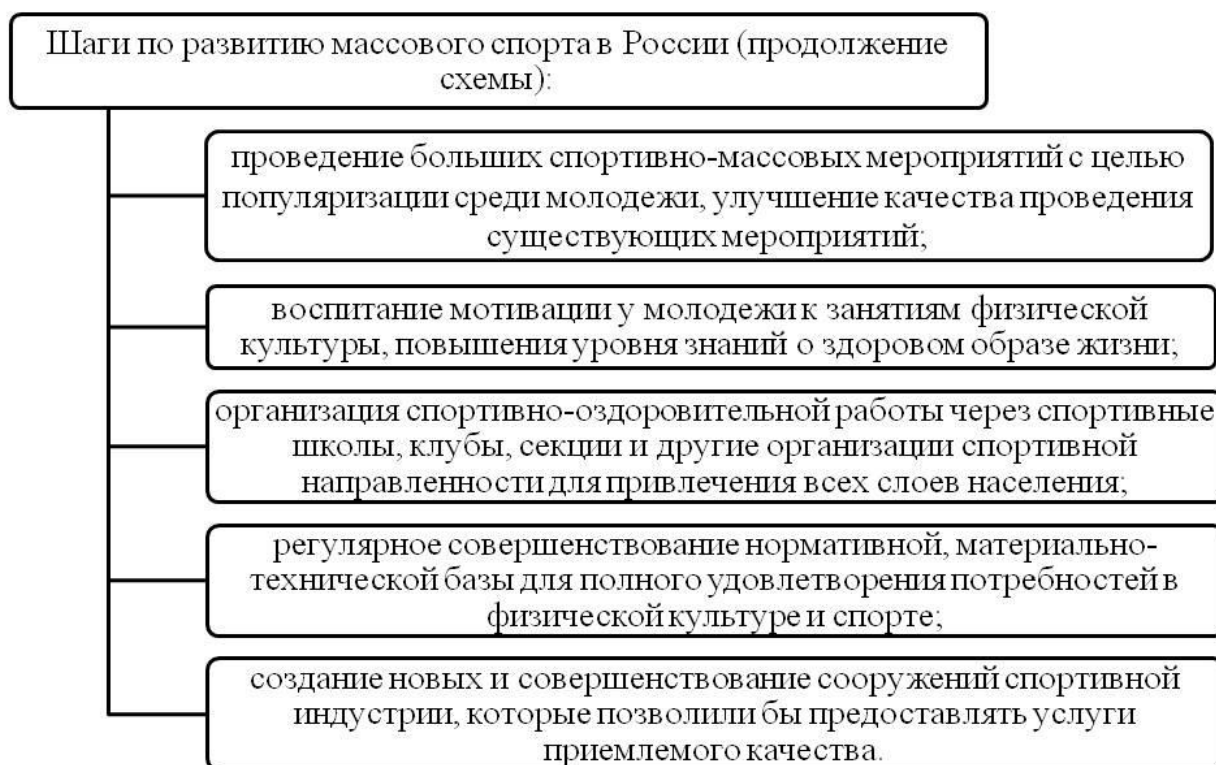 Шаги по развитию массового спорта в России (продолжение
схемы):
проведение больших спортивно-массовых мероприятий с целью
популяризации среди молодежи, улучшение качества проведения
существующих мероприятий;
воспитание мотивации у молодежи к занятиям физической
культуры, повышения уровня знаний о здоровом образе жизни;
организация спортивно-оздоровительной работы через спортивные
школы, клубы, секции и другие организации спортивной
направленности для привлечения всех слоев населения;
регулярное совершенствование нормативной, материально-
технической базы для полного удовлетворения потребностей в
физической культуре и спорте;
создание новых и совершенствование сооружений спортивной
индустрии, которые позволили бы предоставлять услуги
приемлемого качества.